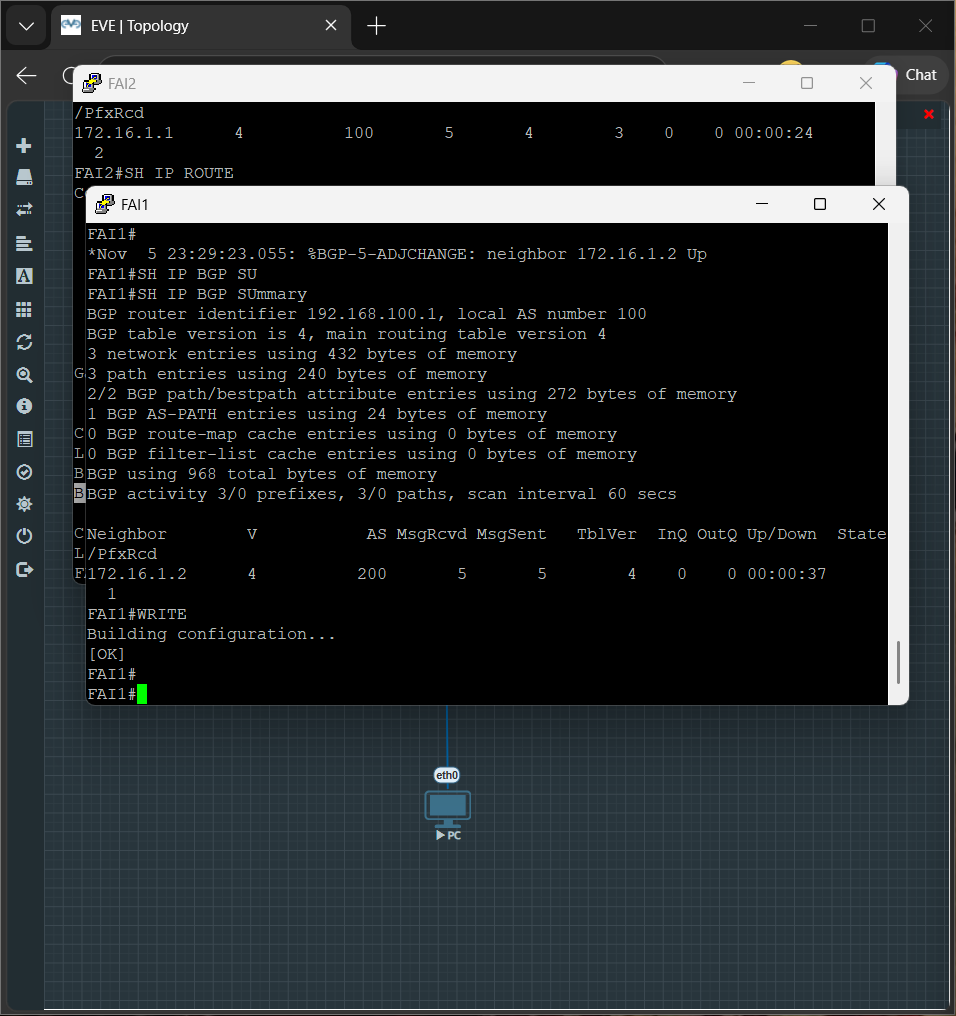 EVE | Topology
Chat
FAI2
/PfxRcd
172.16.1.1 4 100 5 4 3 0 0 00:00:24
2
FAI2#SH IP ROUTE
C
FAI1
FAI1#
*Nov 5 23:29:23.055: %BGP-5-ADJCHANGE: neighbor 172.16.1.2 Up
FAI1#SH IP BGP SU
FAI1#SH IP BGP SUmmary
BGP router identifier 192.168.100.1, local AS number 100
BGP table version is 4, main routing table version 4
3 network entries using 432 bytes of memory
G
3 path entries using 240 bytes of memory
2/2 BGP path/bestpath attribute entries using 272 bytes of memory
1 BGP AS-PATH entries using 24 bytes of memory
C
0 BGP route-map cache entries using 0 bytes of memory
L
0 BGP filter-list cache entries using 0 bytes of memory
B
BGP using 968 total bytes of memory
B
BGP activity 3/0 prefixes, 3/0 paths, scan interval 60 secs
C
Neighbor V AS MsgRcvd MsgSent TblVer InQ OutQ Up/Down State
L
/PfxRcd
F
172.16.1.2 4 200 5 5 4 0 0 00:00:37
1
FAI1#WRITE
Building configuration...
[OK]
FAI1#
FAI1#
eth0
PC